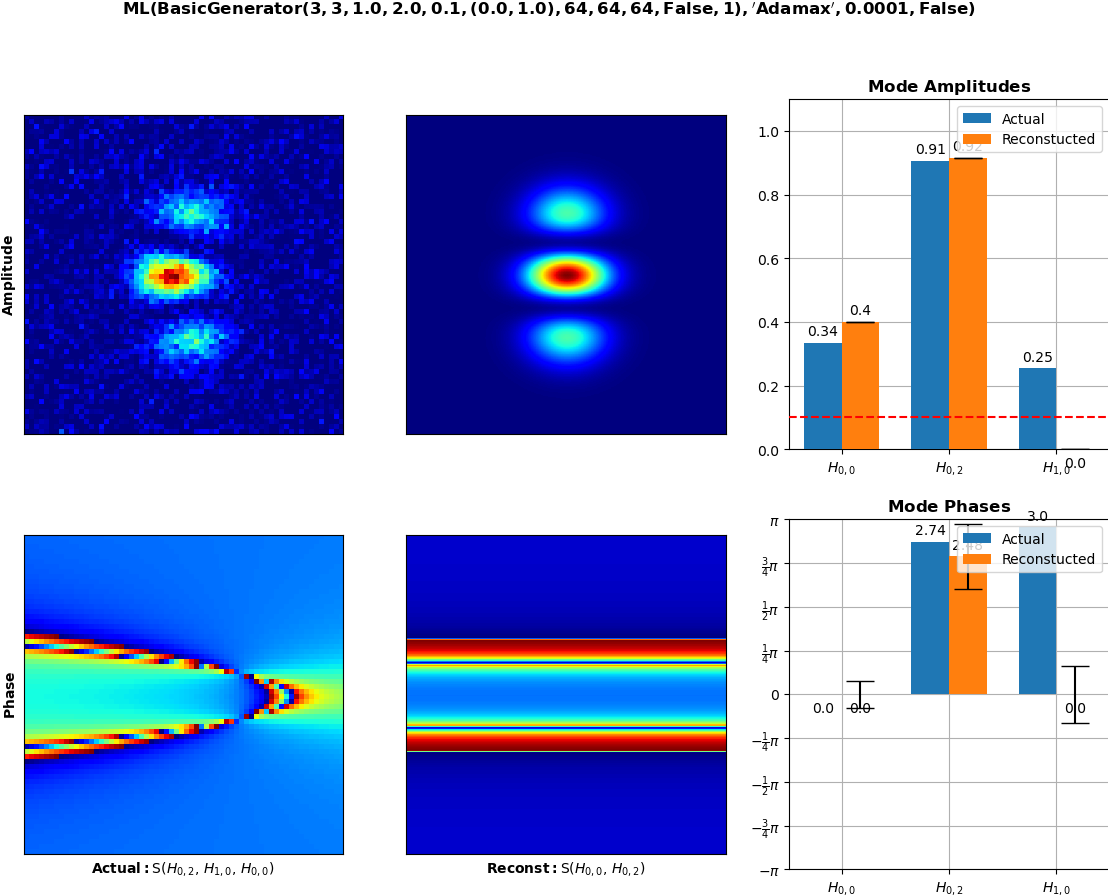 ML(BasicGenerator(3, 3, 1.0, 2.0, 0.1, (0.0, 1.0), 64, 64, 64, False, 1), 'Adamax', 0.0001, False)
Amplitude
Mode Amplitudes
Actual
Reconstucted
1.0
0.8
0.6
0.4
0.2
0.0
0.34
0.4
0.91
0.92
0.25
0.0
H0,0
H0,2
H1,0
Phase
Actual: S(H0,2, H1,0, H0,0)
Reconst: S(H0,0, H0,2)
Mode Phases
Actual
Reconstucted
π
3/4π
1/2π
1/4π
0
−1/4π
−1/2π
−3/4π
−π
0.0
0.0
2.74
2.48
3.0
0.0
H0,0
H0,2
H1,0